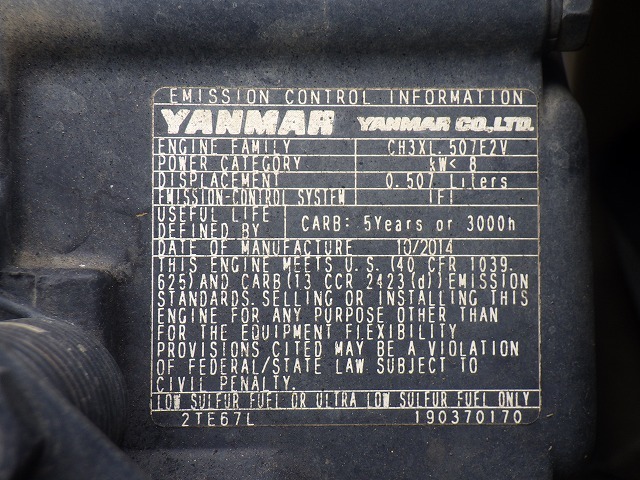 EMISSION CONTROL INFORMATION
YANMAR YANMAR CO.,LTD.
ENGINE FAMILY CH3XL.507E2V
POWER CATEGORY kW< 8
DISPLACEMENT 0.507 Liters
EMISSION-CONTROL SYSTEM IFI
USEFUL LIFE
DEFINED BY CARB: 5Years or 3000h
DATE OF MANUFACTURE 10/2014
THIS ENGINE MEETS U.S.(40 CFR 1039.
625)AND CARB(13 CCR 2423(d))EMISSION
STANDARDS.SELLING OR INSTALLING THIS
ENGINE FOR ANY PURPOSE OTHER THAN
FOR THE EQUIPMENT FLEXIBILITY
PROVISIONS CITED MAY BE A VIOLATION
OF FEDERAL/STATE LAW SUBJECT TO
CIVIL PENALTY.
LOW SULFUR FUEL OR ULTRA LOW SULFUR FUEL ONLY
2TE67L 190370170